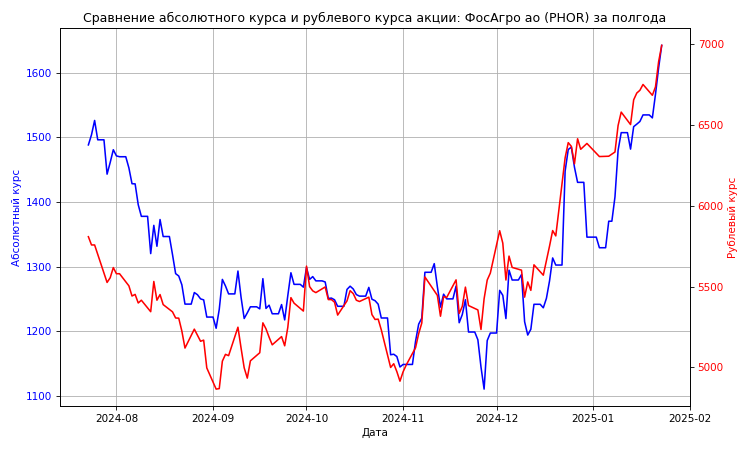 Сравнение абсолютного курса и рублевого курса акции: ФосАгро ао (PHOR) за полгода
7000
1600
6500
1500
1400
6000
Абсолютный курс
Рублевый курс
1300
5500
1200
5000
1100
2024-08 2024-09 2024-10 2024-11 2024-12 2025-01 2025-02
Дата